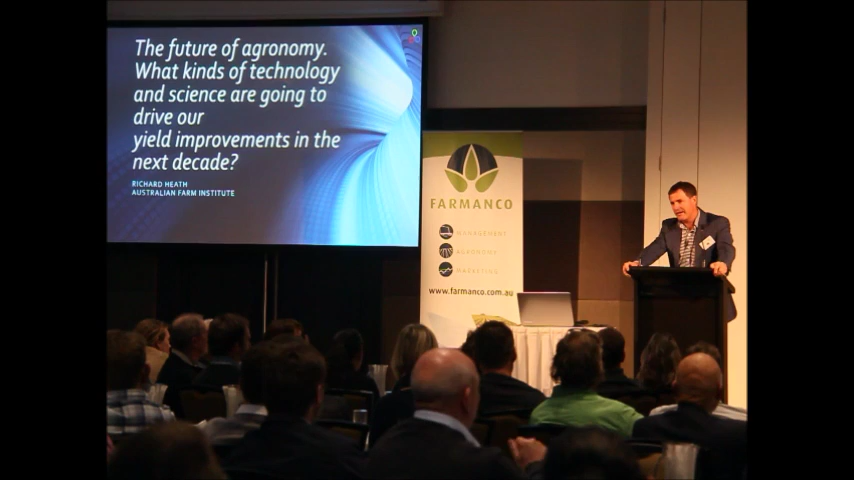 The future of agronomy.
What kinds of technology
and science are going to
drive our
yield improvements in the
next decade?
RICHARD HEATH
AUSTRALIAN FARM INSTITUTE
FARMANCO
MANAGEMENT
AGRONOMY
MARKETING
www.farmanco.com.au